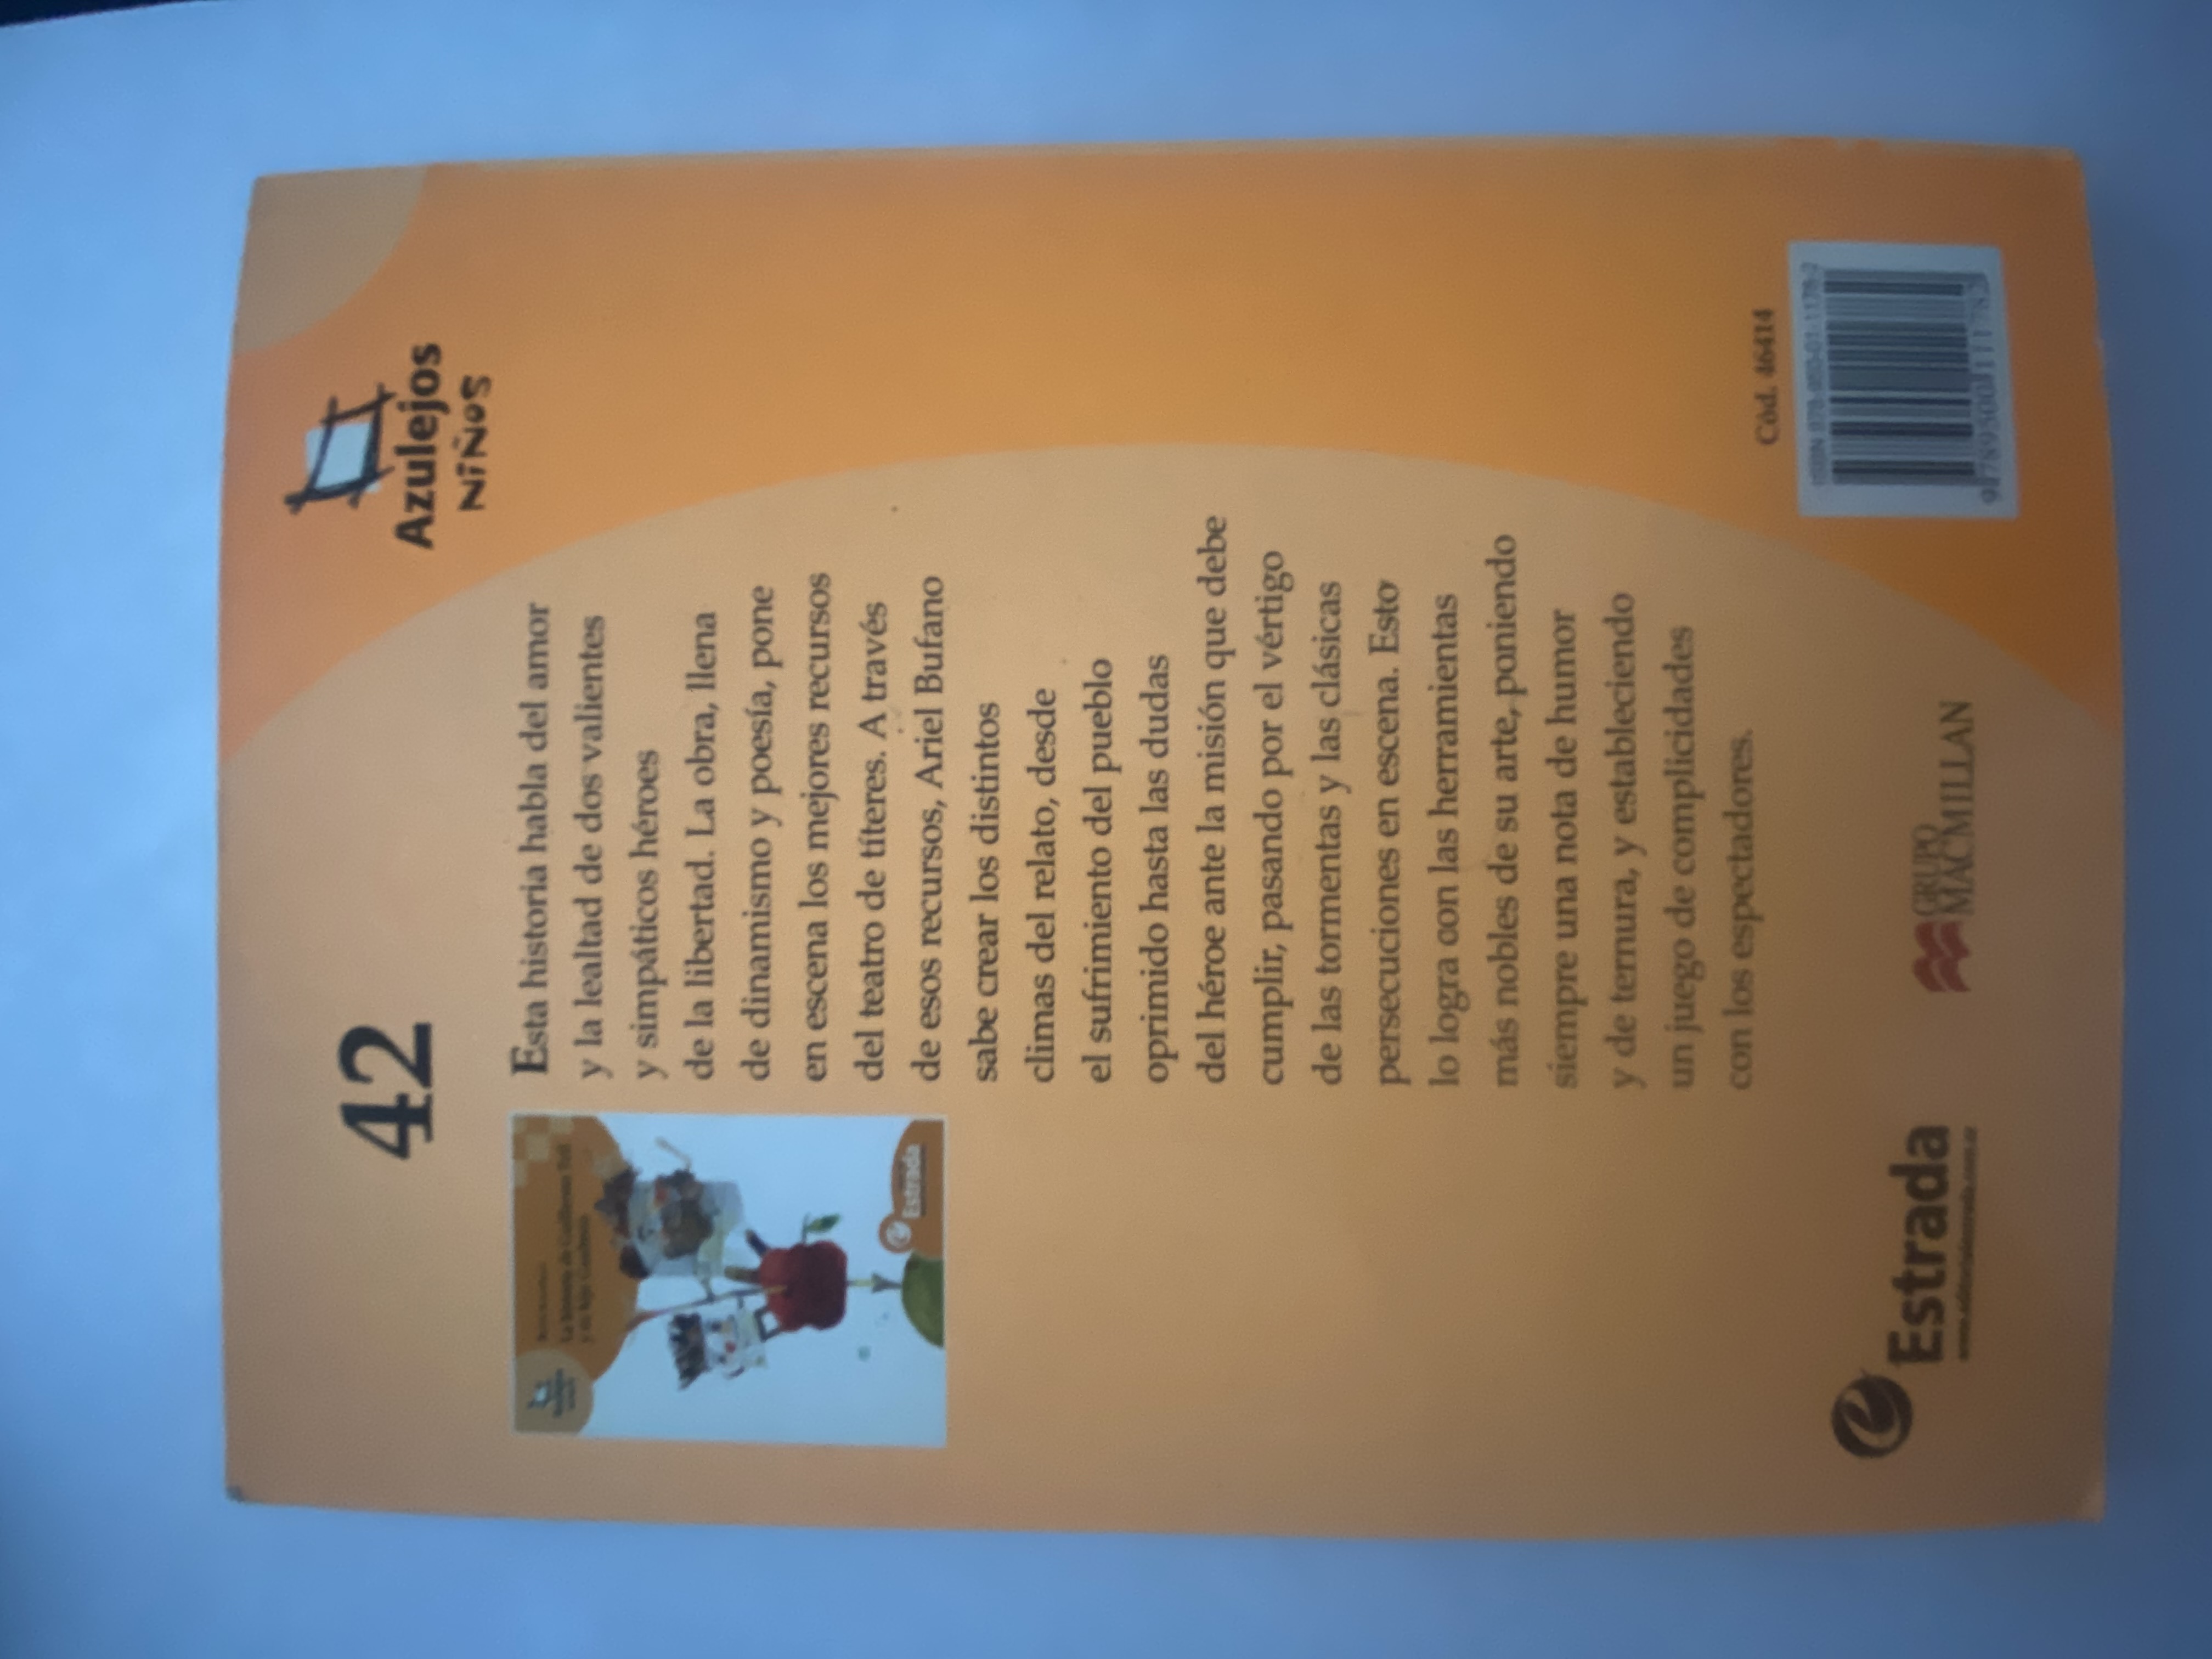 42
Azulejos
NiÑoS
La historia de Guillermo Tell
y su hijo Gualterio
Estrada
Esta historia habla del amor
y la lealtad de dos valientes
y simpáticos héroes
de la libertad. La obra, llena
de dinamismo y poesía, pone
en escena los mejores recursos
del teatro de títeres. A través
de esos recursos, Ariel Bufano
sabe crear los distintos
climas del relato, desde
el sufrimiento del pueblo
oprimido hasta las dudas
del héroe ante la misión que debe
cumplir, pasando por el vértigo
de las tormentas y las clásicas
persecuciones en escena. Esto
lo logra con las herramientas
más nobles de su arte, poniendo
siempre una nota de humor
y de ternura, y estableciendo
un juego de complicidades
con los espectadores.
Cód. 46414
ISBN 978-950-01-1178-2
9 789500 111782
Estrada
www.editorialestrada.com.ar
GRUPO
MACMILLAN